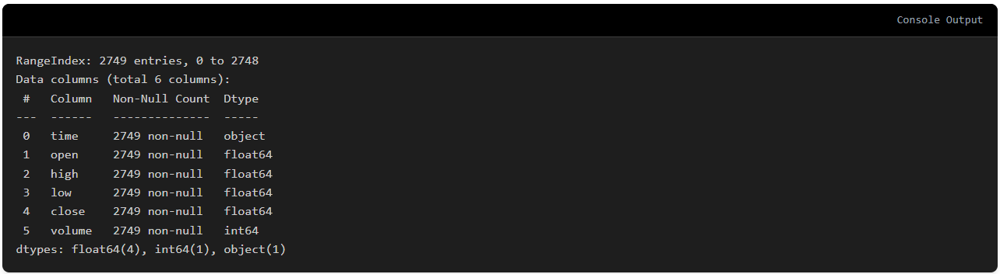 Console Output
RangeIndex: 2749 entries, 0 to 2748
Data columns (total 6 columns):
 #   Column   Non-Null Count  Dtype
---  ------   --------------  -----
 0   time     2749 non-null   object
 1   open     2749 non-null   float64
 2   high     2749 non-null   float64
 3   low      2749 non-null   float64
 4   close    2749 non-null   float64
 5   volume   2749 non-null   int64
dtypes: float64(4), int64(1), object(1)